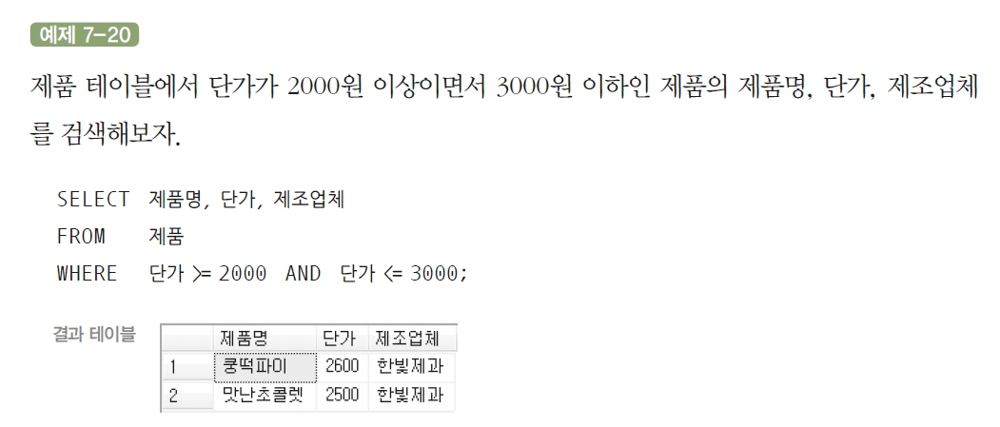 예제 7-20
제품 테이블에서 단가가 2000원 이상이면서 3000원 이하인 제품의 제품명, 단가, 제조업체
를 검색해보자.
SELECT 제품명, 단가, 제조업체
FROM 제품
WHERE 단가 >= 2000 AND 단가 <= 3000;
결과 테이블
제품명 단가 제조업체
1 쿵떡파이 2600 한빛제과
2 맛난초콜렛 2500 한빛제과